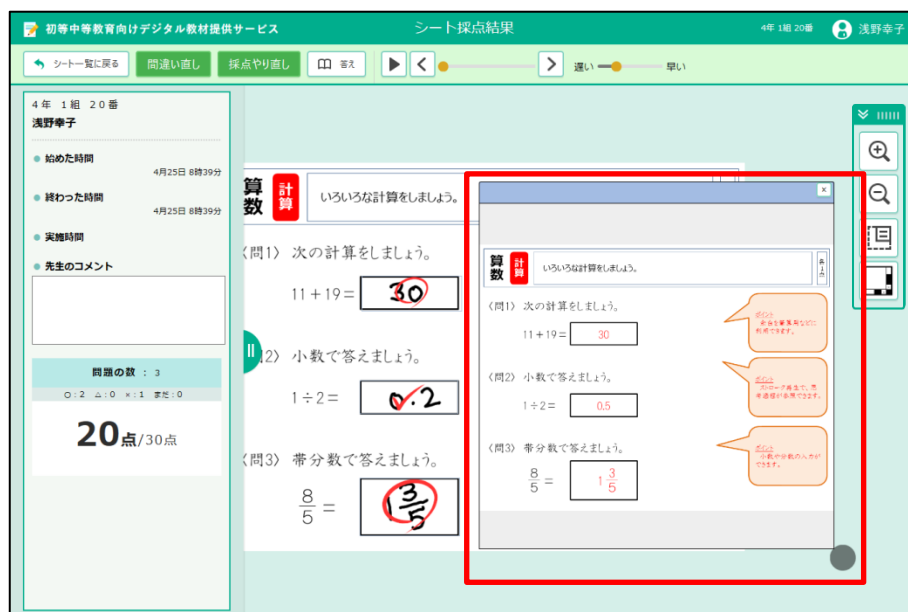 初等中等教育向けデジタル教材提供サービス
シート採点結果
4年 1組 20番
浅野幸子
シート一覧に戻る
間違い直し
採点やり直し
答え
遅い
早い
4年 1組 20番
浅野幸子
始めた時間
4月25日 8時39分
終わった時間
4月25日 8時39分
実施時間
先生のコメント
問題の数 : 3
○:2 △:0 ×:1 まだ:0
20点/30点
算数
計算
いろいろな計算をしましょう。
〈問1〉 次の計算をしましょう。
11+19= 30
2〉 小数で答えましょう。
1÷2= 0.2
〈問3〉 帯分数で答えましょう。
8/5 = 1 3/5
算数
計算
いろいろな計算をしましょう。
〈問1〉 次の計算をしましょう。
11+19= 30
ポイント
〈問2〉 小数で答えましょう。
1÷2= 0.5
ポイント
〈問3〉 帯分数で答えましょう。
8/5 = 1 3/5
ポイント
小数や分数の入力が
できます。